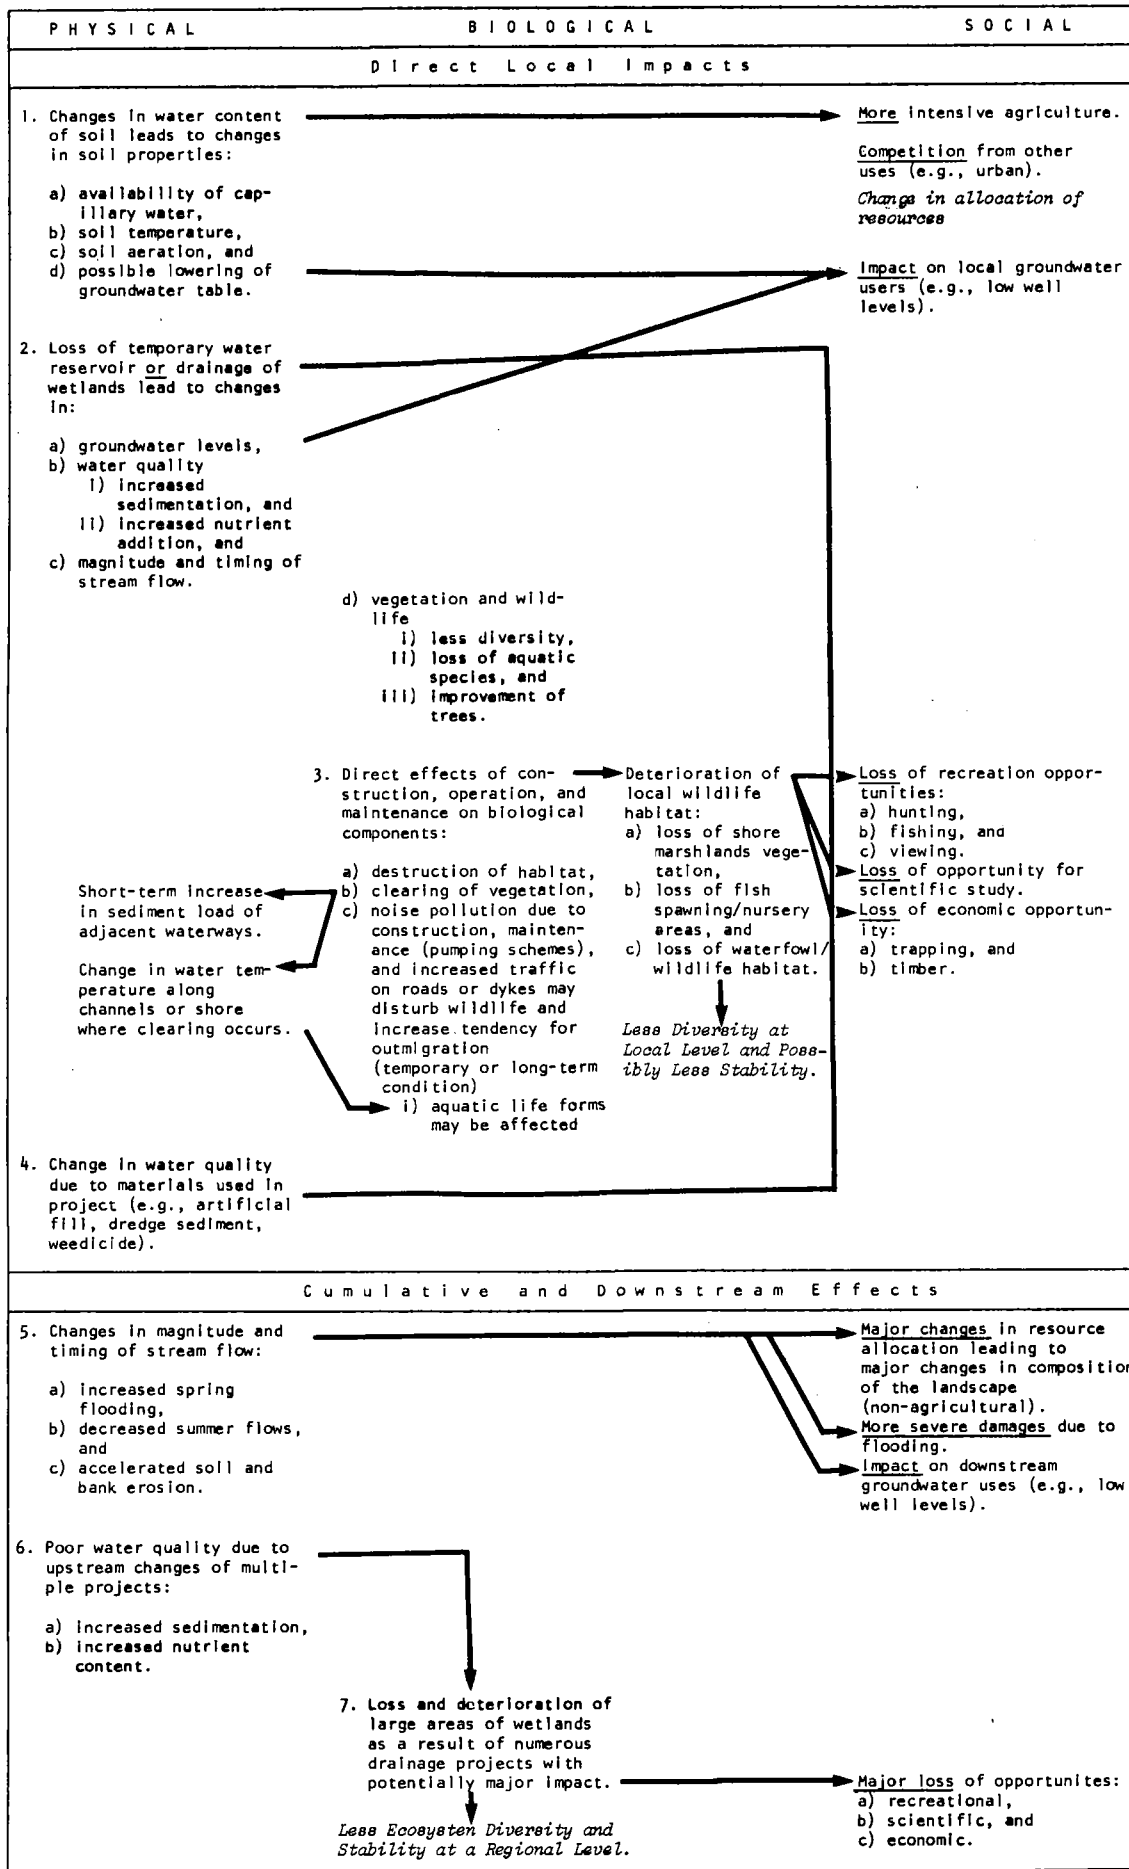 PHYSICAL BIOLOGICAL SOCIAL
Direct Local Impacts
1. Changes in water content
of soil leads to changes
in soil properties:
a) availability of cap-
illary water,
b) soil temperature,
c) soil aeration, and
d) possible lowering of
groundwater table.
More intensive agriculture.
Competition from other
uses (e.g., urban).
Change in allocation of
resources
Impact on local groundwater
users (e.g., low well
levels).
2. Loss of temporary water
reservoir or drainage of
wetlands lead to changes
in:
a) groundwater levels,
b) water quality
i) increased
sedimentation, and
ii) increased nutrient
addition, and
c) magnitude and timing of
stream flow.
d) vegetation and wild-
life
i) less diversity,
ii) loss of aquatic
species, and
iii) improvement of
trees.
3. Direct effects of con-
struction, operation, and
maintenance on biological
components:
a) destruction of habitat,
b) clearing of vegetation,
c) noise pollution due to
construction, mainten-
ance (pumping schemes),
and increased traffic
on roads or dykes may
disturb wildlife and
increase tendency for
outmigration
(temporary or long-term
condition)
i) aquatic life forms
may be affected
Short-term increase
in sediment load of
adjacent waterways.
Change in water tem-
perature along
channels or shore
where clearing occurs.
Deterioration of
local wildlife
habitat:
a) loss of shore
marshlands vege-
tation,
b) loss of fish
spawning/nursery
areas, and
c) loss of waterfowl/
wildlife habitat.
Less Diversity at
Local Level and Poss-
ibly Less Stability.
Loss of recreation oppor-
tunities:
a) hunting,
b) fishing, and
c) viewing.
Loss of opportunity for
scientific study.
Loss of economic opportun-
ity:
a) trapping, and
b) timber.
4. Change in water quality
due to materials used in
project (e.g., artificial
fill, dredge sediment,
weedicide).
Cumulative and Downstream Effects
5. Changes in magnitude and
timing of stream flow:
a) increased spring
flooding,
b) decreased summer flows,
and
c) accelerated soil and
bank erosion.
Major changes in resource
allocation leading to
major changes in composition
of the landscape
(non-agricultural).
More severe damages due to
flooding.
Impact on downstream
groundwater uses (e.g., low
well levels).
6. Poor water quality due to
upstream changes of multi-
ple projects:
a) increased sedimentation,
b) increased nutrient
content.
7. Loss and deterioration of
large areas of wetlands
as a result of numerous
drainage projects with
potentially major impact.
Less Ecosysten Diversity and
Stability at a Regional Level.
Major loss of opportunites:
a) recreational,
b) scientific, and
c) economic.